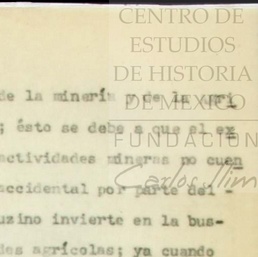 CENTRO DE
ESTUDIOS
DE HISTORIA
DE MÉXICO
FUNDACIÓN
Carlos Slim
de la minería y de la agrí
; ésto se debe a que el ex
actividades mineras no cuen
accidental por parte del -
uzino invierte en la bus-
des agrícolas; ya cuando